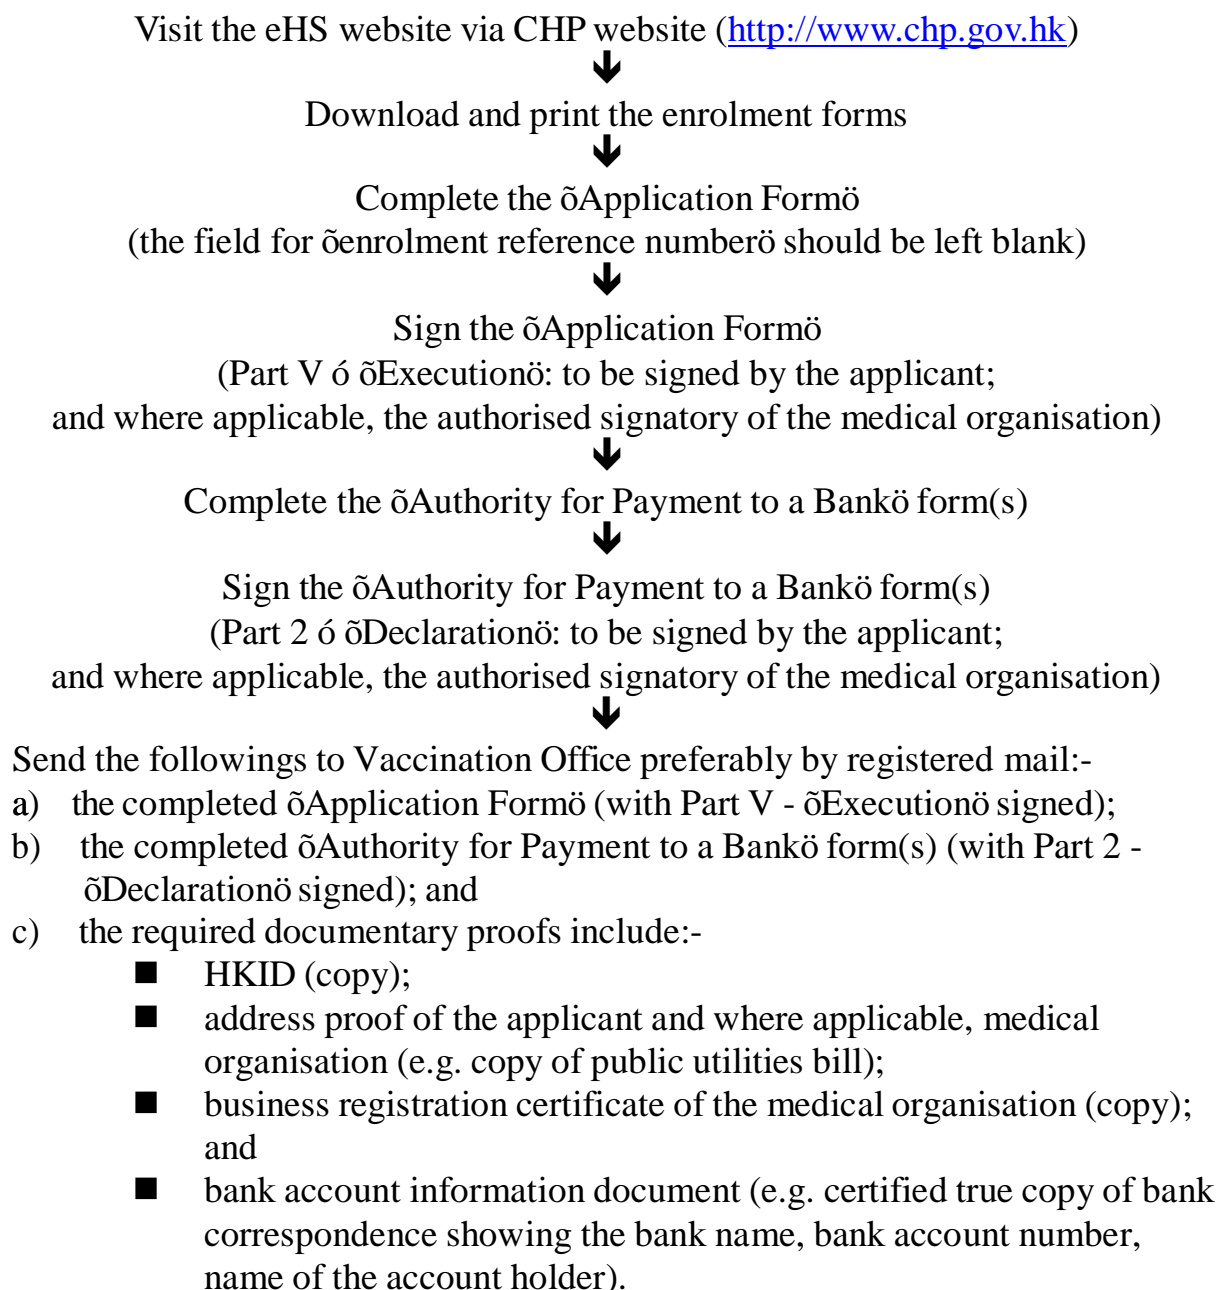 Visit the eHS website via CHP website (http://www.chp.gov.hk)
Download and print the enrolment forms
Complete the õApplication Formö
(the field for õenrolment reference numberö should be left blank)
Sign the õApplication Formö
(Part V ó õExecutionö: to be signed by the applicant;
and where applicable, the authorised signatory of the medical organisation)
Complete the õAuthority for Payment to a Bankö form(s)
Sign the õAuthority for Payment to a Bankö form(s)
(Part 2 ó õDeclarationö: to be signed by the applicant;
and where applicable, the authorised signatory of the medical organisation)
Send the followings to Vaccination Office preferably by registered mail:-
a) the completed õApplication Formö (with Part V - õExecutionö signed);
b) the completed õAuthority for Payment to a Bankö form(s) (with Part 2 -
õDeclarationö signed); and
c) the required documentary proofs include:-
■ HKID (copy);
■ address proof of the applicant and where applicable, medical
organisation (e.g. copy of public utilities bill);
■ business registration certificate of the medical organisation (copy);
and
■ bank account information document (e.g. certified true copy of bank
correspondence showing the bank name, bank account number,
name of the account holder).